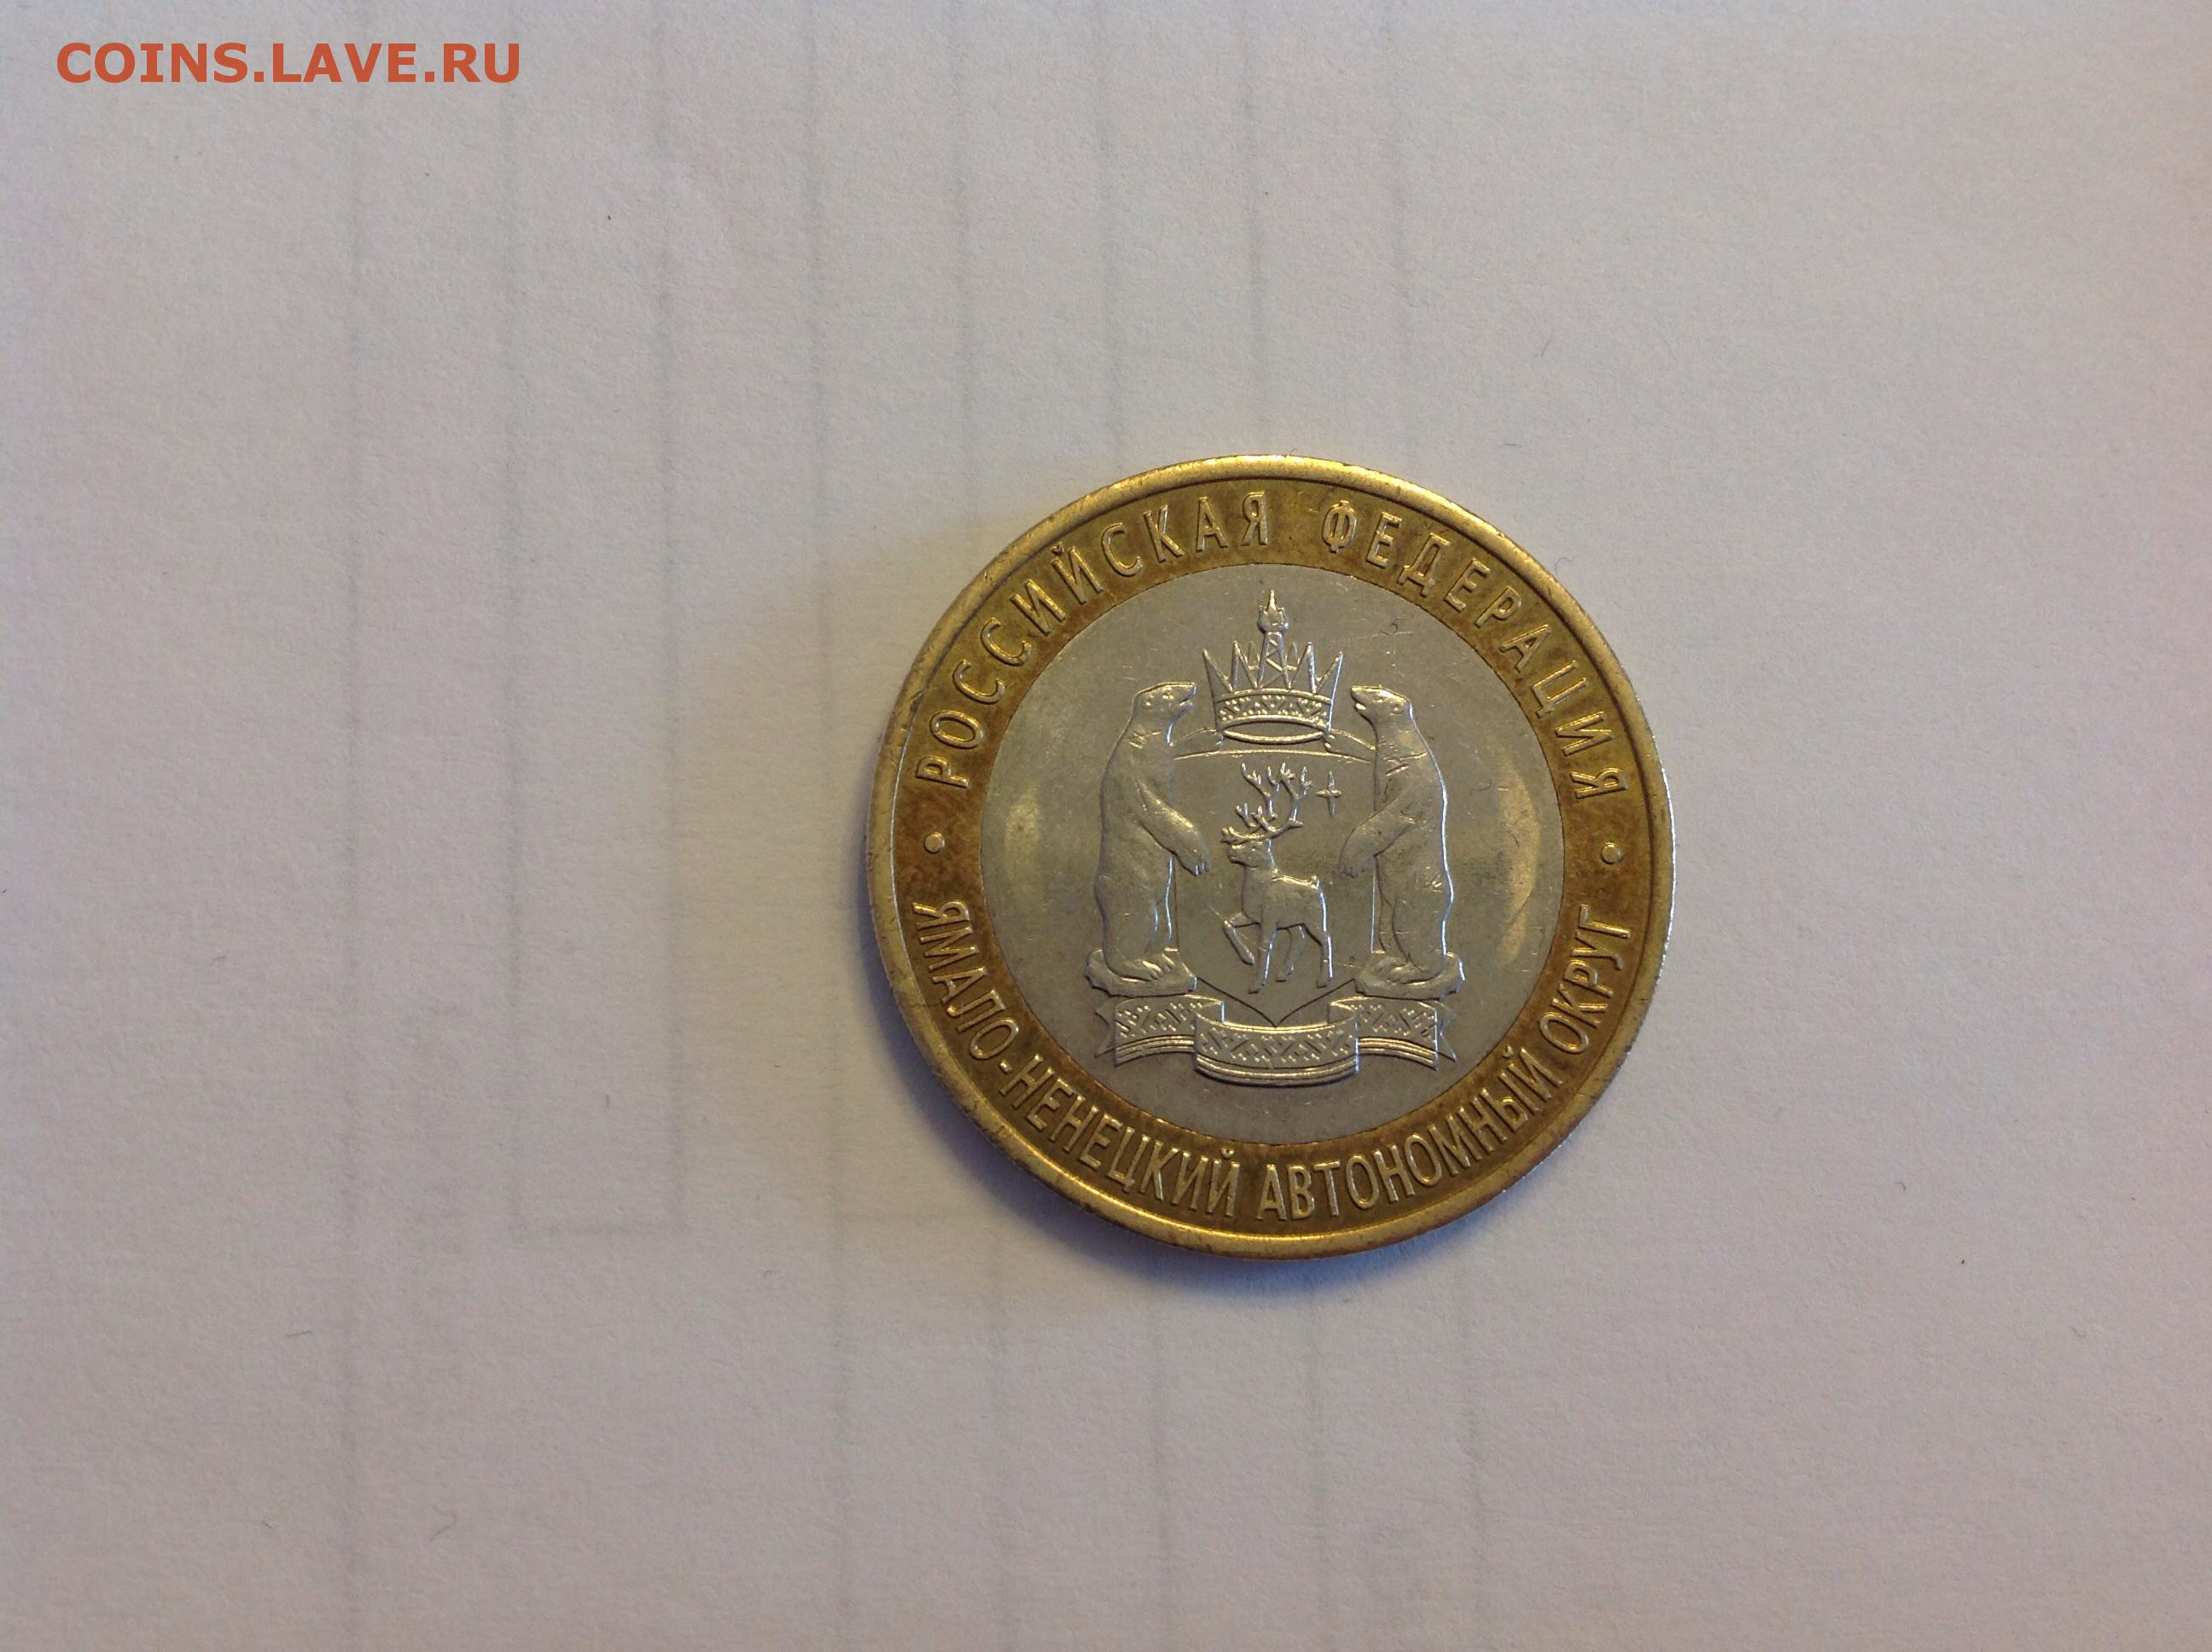 COINS.LAVE.RU
РОССИЙСКАЯ ФЕДЕРАЦИЯ
ЯМАЛО-НЕНЕЦКИЙ АВТОНОМНЫЙ ОКРУГ